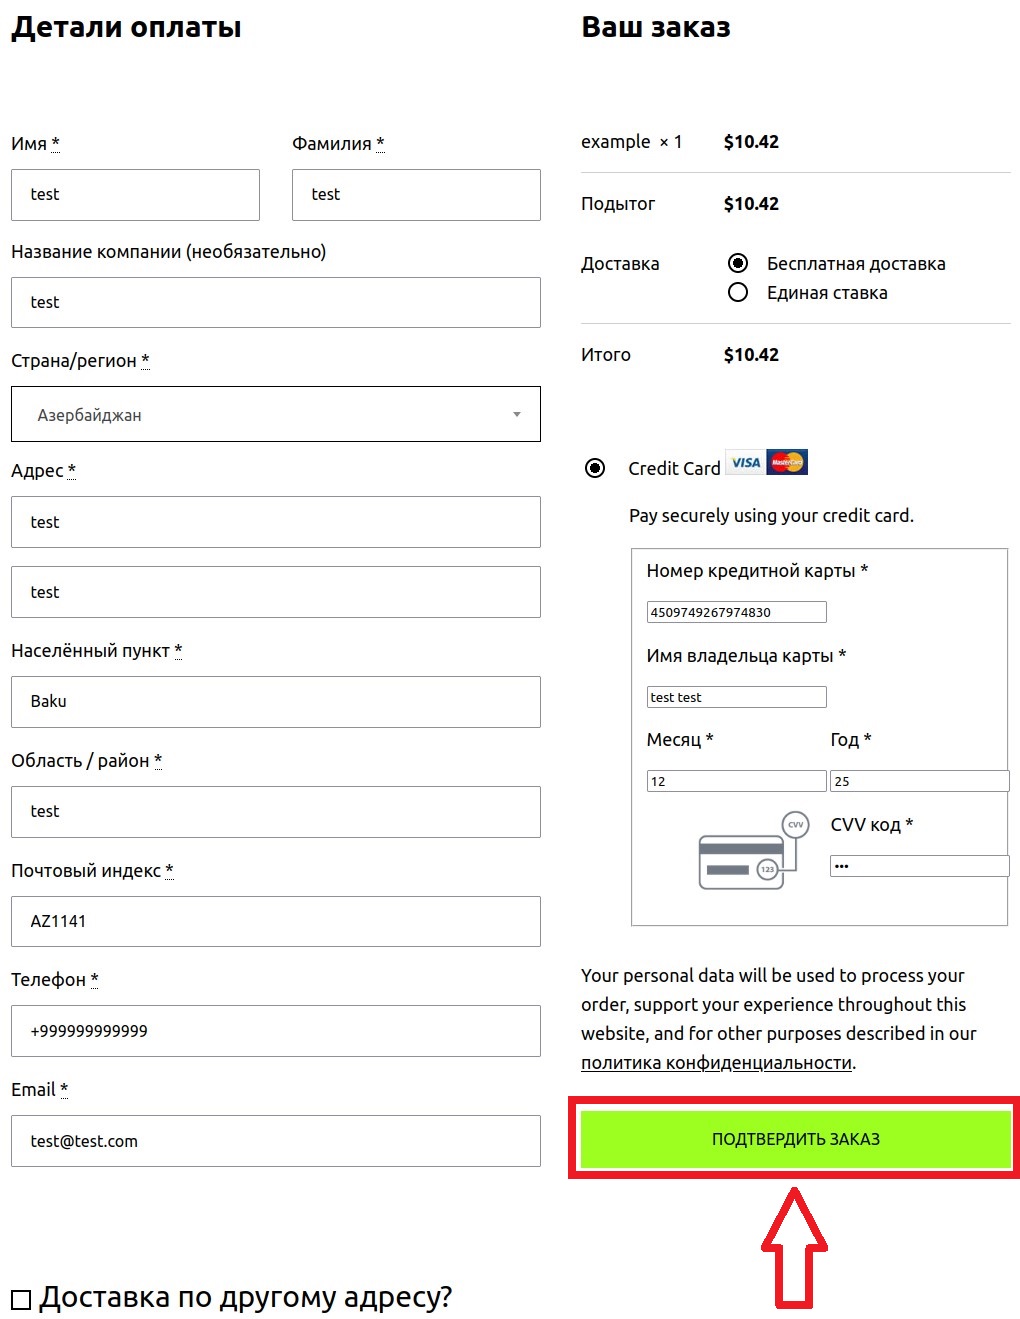 Детали оплаты
Имя * Фамилия *
test test
Название компании (необязательно)
test
Страна/регион *
Азербайджан
Адрес *
test
test
Населённый пункт *
Baku
Область / район *
test
Почтовый индекс *
AZ1141
Телефон *
+999999999999
Email *
test@test.com
Доставка по другому адресу?
Ваш заказ
example × 1 $10.42
Подытог $10.42
Доставка Бесплатная доставка
Единая ставка
Итого $10.42
Credit Card VISA MasterCard
Pay securely using your credit card.
Номер кредитной карты *
4509749267974830
Имя владельца карты *
test test
Месяц * Год *
12 25
CVV
123
CVV код *
•••
Your personal data will be used to process your
order, support your experience throughout this
website, and for other purposes described in our
политика конфиденциальности.
ПОДТВЕРДИТЬ ЗАКАЗ